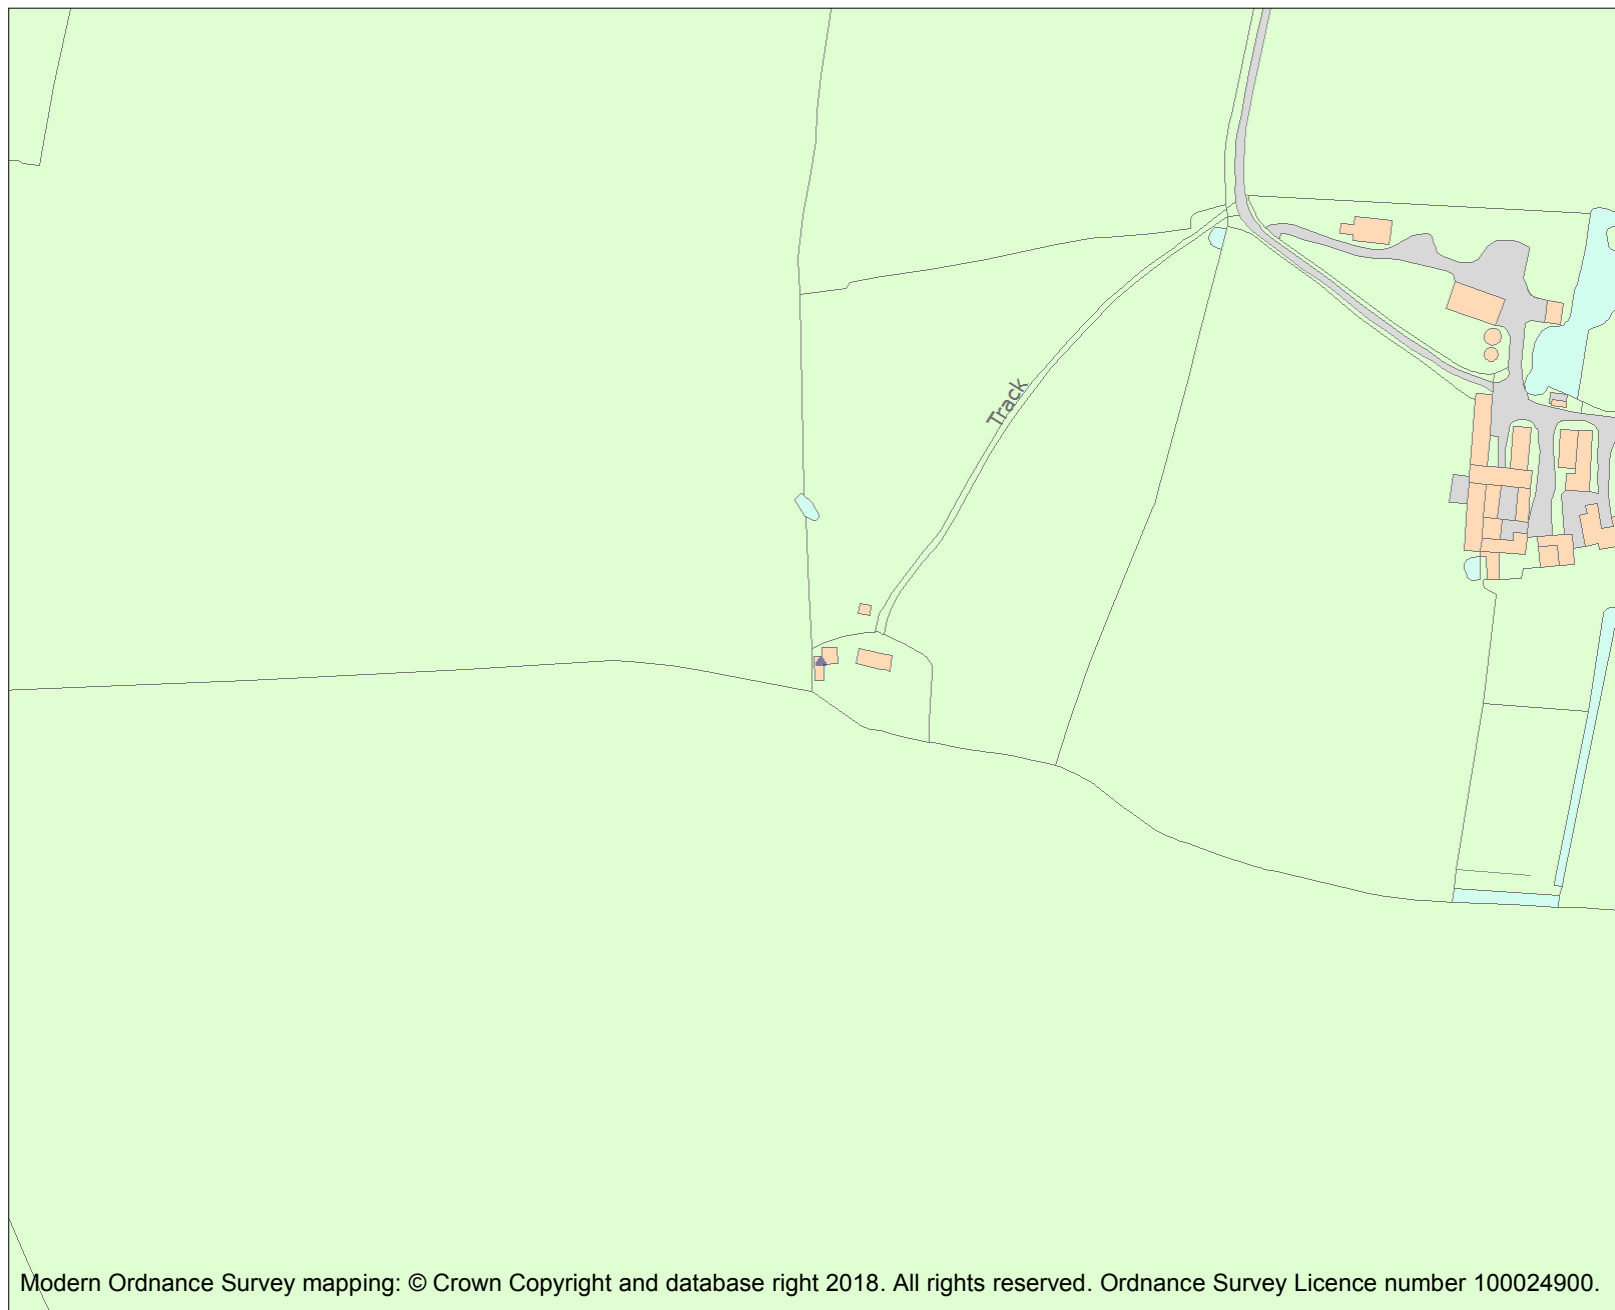 Track
Modern Ordnance Survey mapping: © Crown Copyright and database right 2018. All rights reserved. Ordnance Survey Licence number 100024900.